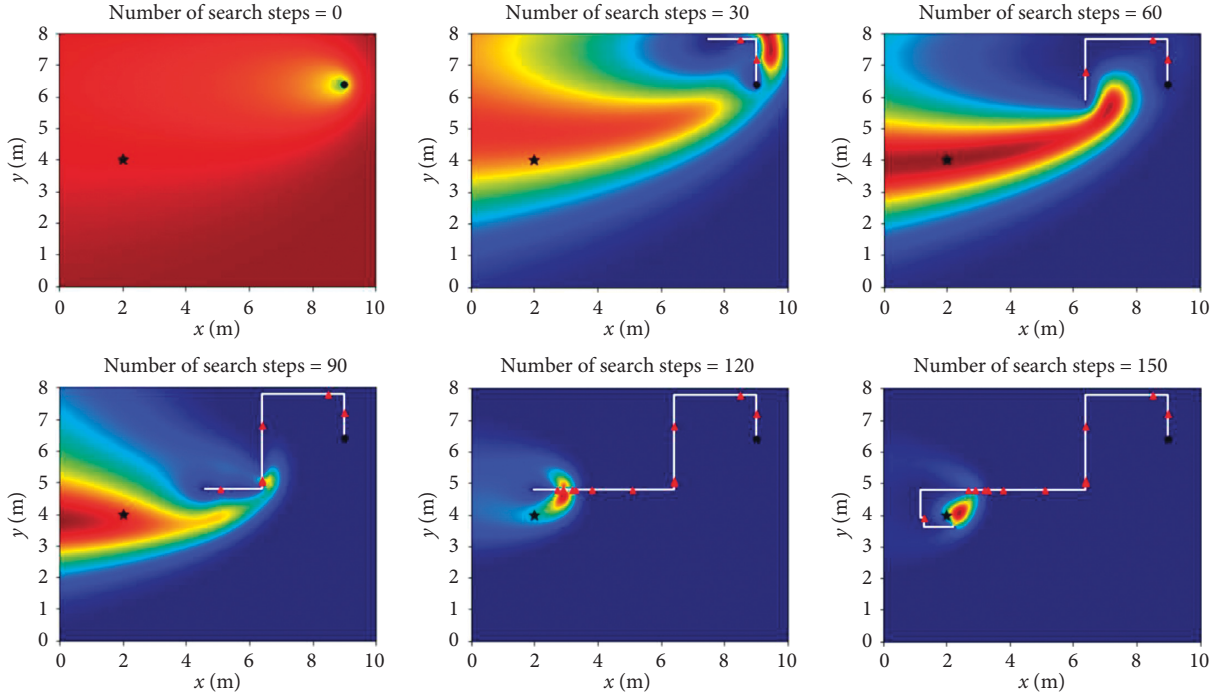 Number of search steps = 0
8
7
6
5
4
3
2
1
0
y (m)
0 2 4 6 8 10
x (m)
Number of search steps = 30
8
7
6
5
4
3
2
1
0
y (m)
0 2 4 6 8 10
x (m)
Number of search steps = 60
8
7
6
5
4
3
2
1
0
y (m)
0 2 4 6 8 10
x (m)
Number of search steps = 90
8
7
6
5
4
3
2
1
0
y (m)
0 2 4 6 8 10
x (m)
Number of search steps = 120
8
7
6
5
4
3
2
1
0
y (m)
0 2 4 6 8 10
x (m)
Number of search steps = 150
8
7
6
5
4
3
2
1
0
y (m)
0 2 4 6 8 10
x (m)